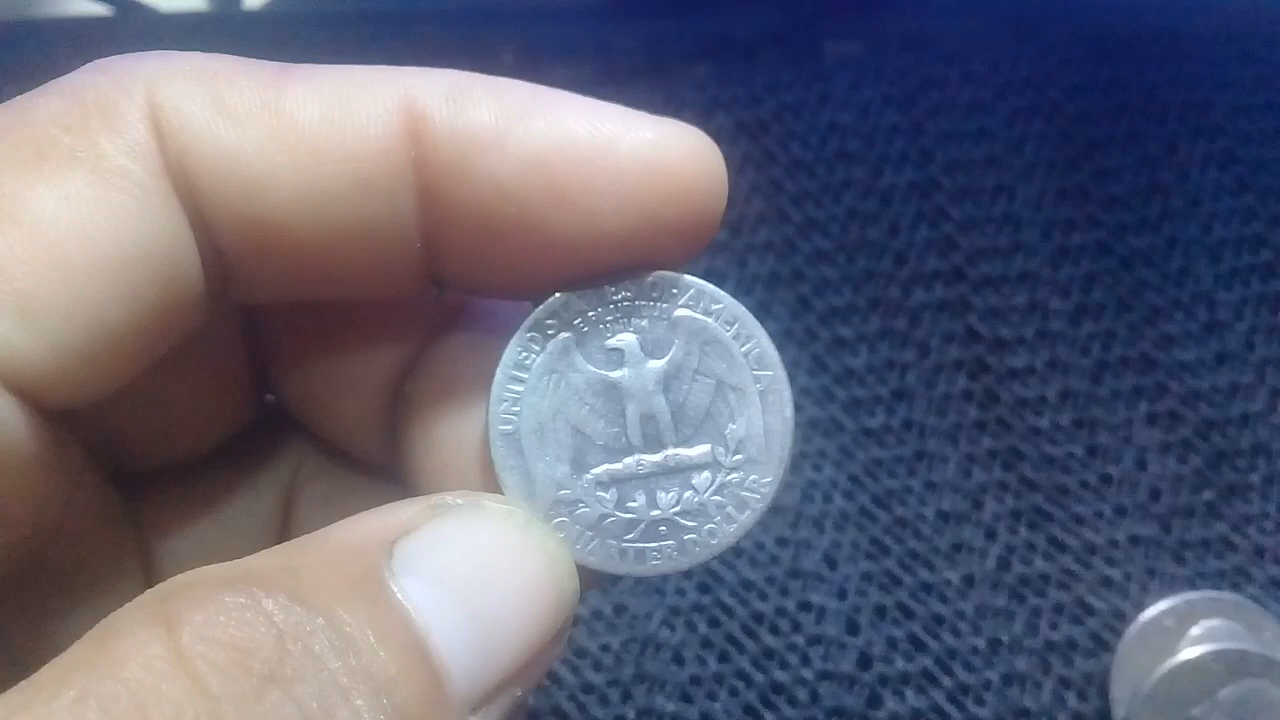 UNITED STATES OF AMERICA
E PLURIBUS
UNUM
QUARTER DOLLAR